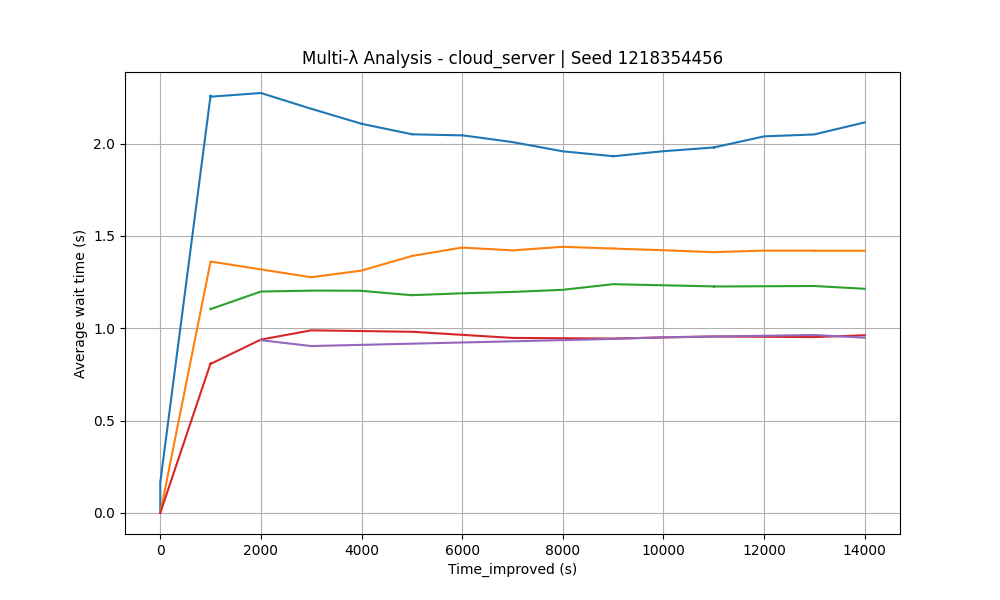 Multi-λ Analysis - cloud_server | Seed 1218354456
Average wait time (s)
2.0
1.5
1.0
0.5
0.0
0 2000 4000 6000 8000 10000 12000 14000
Time_improved (s)